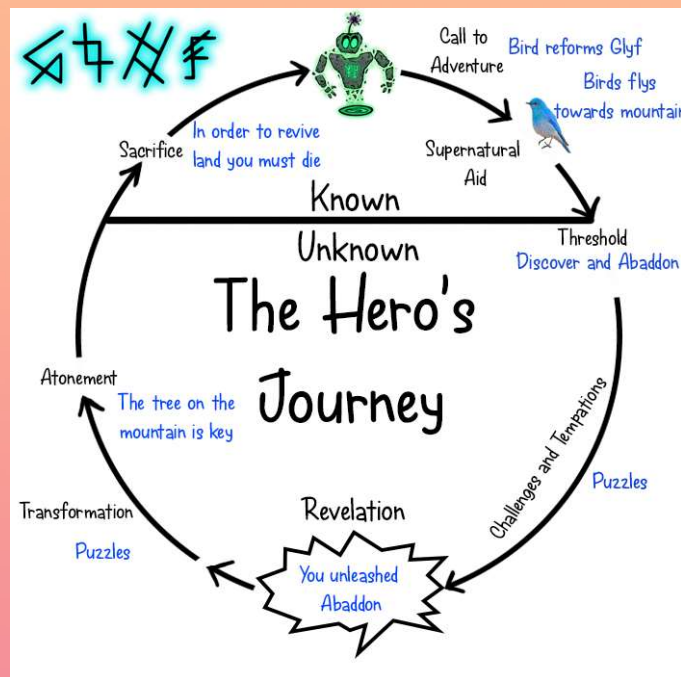 Call to
Adventure
Bird reforms Glyf
Birds flys
towards mountain
Supernatural
Aid
Sacrifice
In order to revive
land you must die
Known
Unknown
Threshold
Discover and Abaddon
The Hero's
Journey
Atonement
The tree on the
mountain is key
Challenges and Tempations
Puzzles
Transformation
Puzzles
Revelation
You unleashed
Abaddon